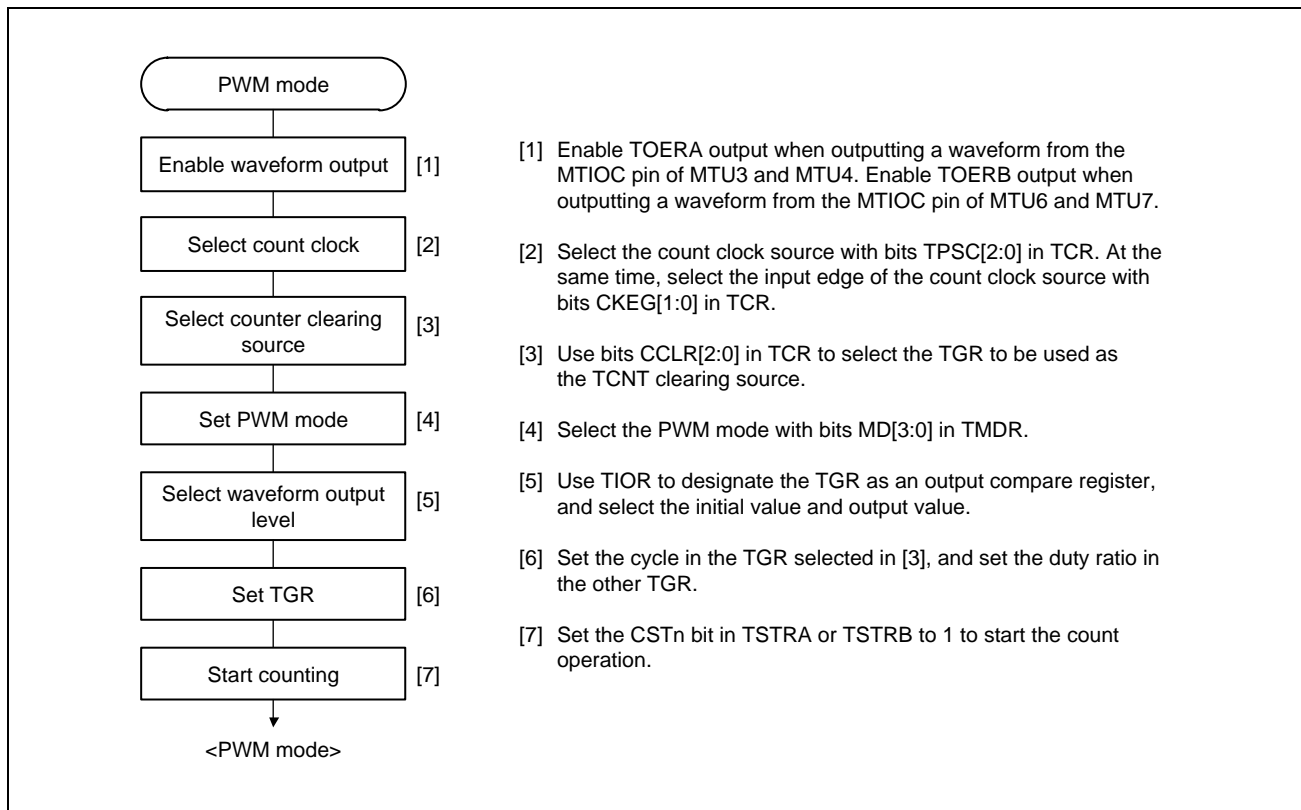 PWM mode
Enable waveform output [1]
Select count clock [2]
Select counter clearing
source
[3]
Set PWM mode [4]
Select waveform output
level
[5]
Set TGR [6]
Start counting [7]
<PWM mode>
[1] Enable TOERA output when outputting a waveform from the
MTIOC pin of MTU3 and MTU4. Enable TOERB output when
outputting a waveform from the MTIOC pin of MTU6 and MTU7.
[2] Select the count clock source with bits TPSC[2:0] in TCR. At the
same time, select the input edge of the count clock source with
bits CKEG[1:0] in TCR.
[3] Use bits CCLR[2:0] in TCR to select the TGR to be used as
the TCNT clearing source.
[4] Select the PWM mode with bits MD[3:0] in TMDR.
[5] Use TIOR to designate the TGR as an output compare register,
and select the initial value and output value.
[6] Set the cycle in the TGR selected in [3], and set the duty ratio in
the other TGR.
[7] Set the CSTn bit in TSTRA or TSTRB to 1 to start the count
operation.